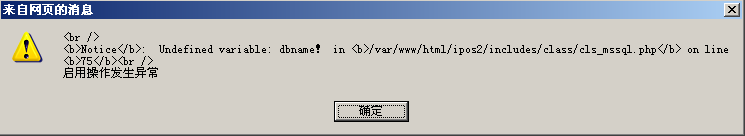 来自网页的消息
<br />
<b>Notice</b>:  Undefined variable: dbname! in <b>/var/www/html/ipos2/includes/class/cls_mssql.php</b> on line
<b>75</b><br />
启用操作发生异常
确定